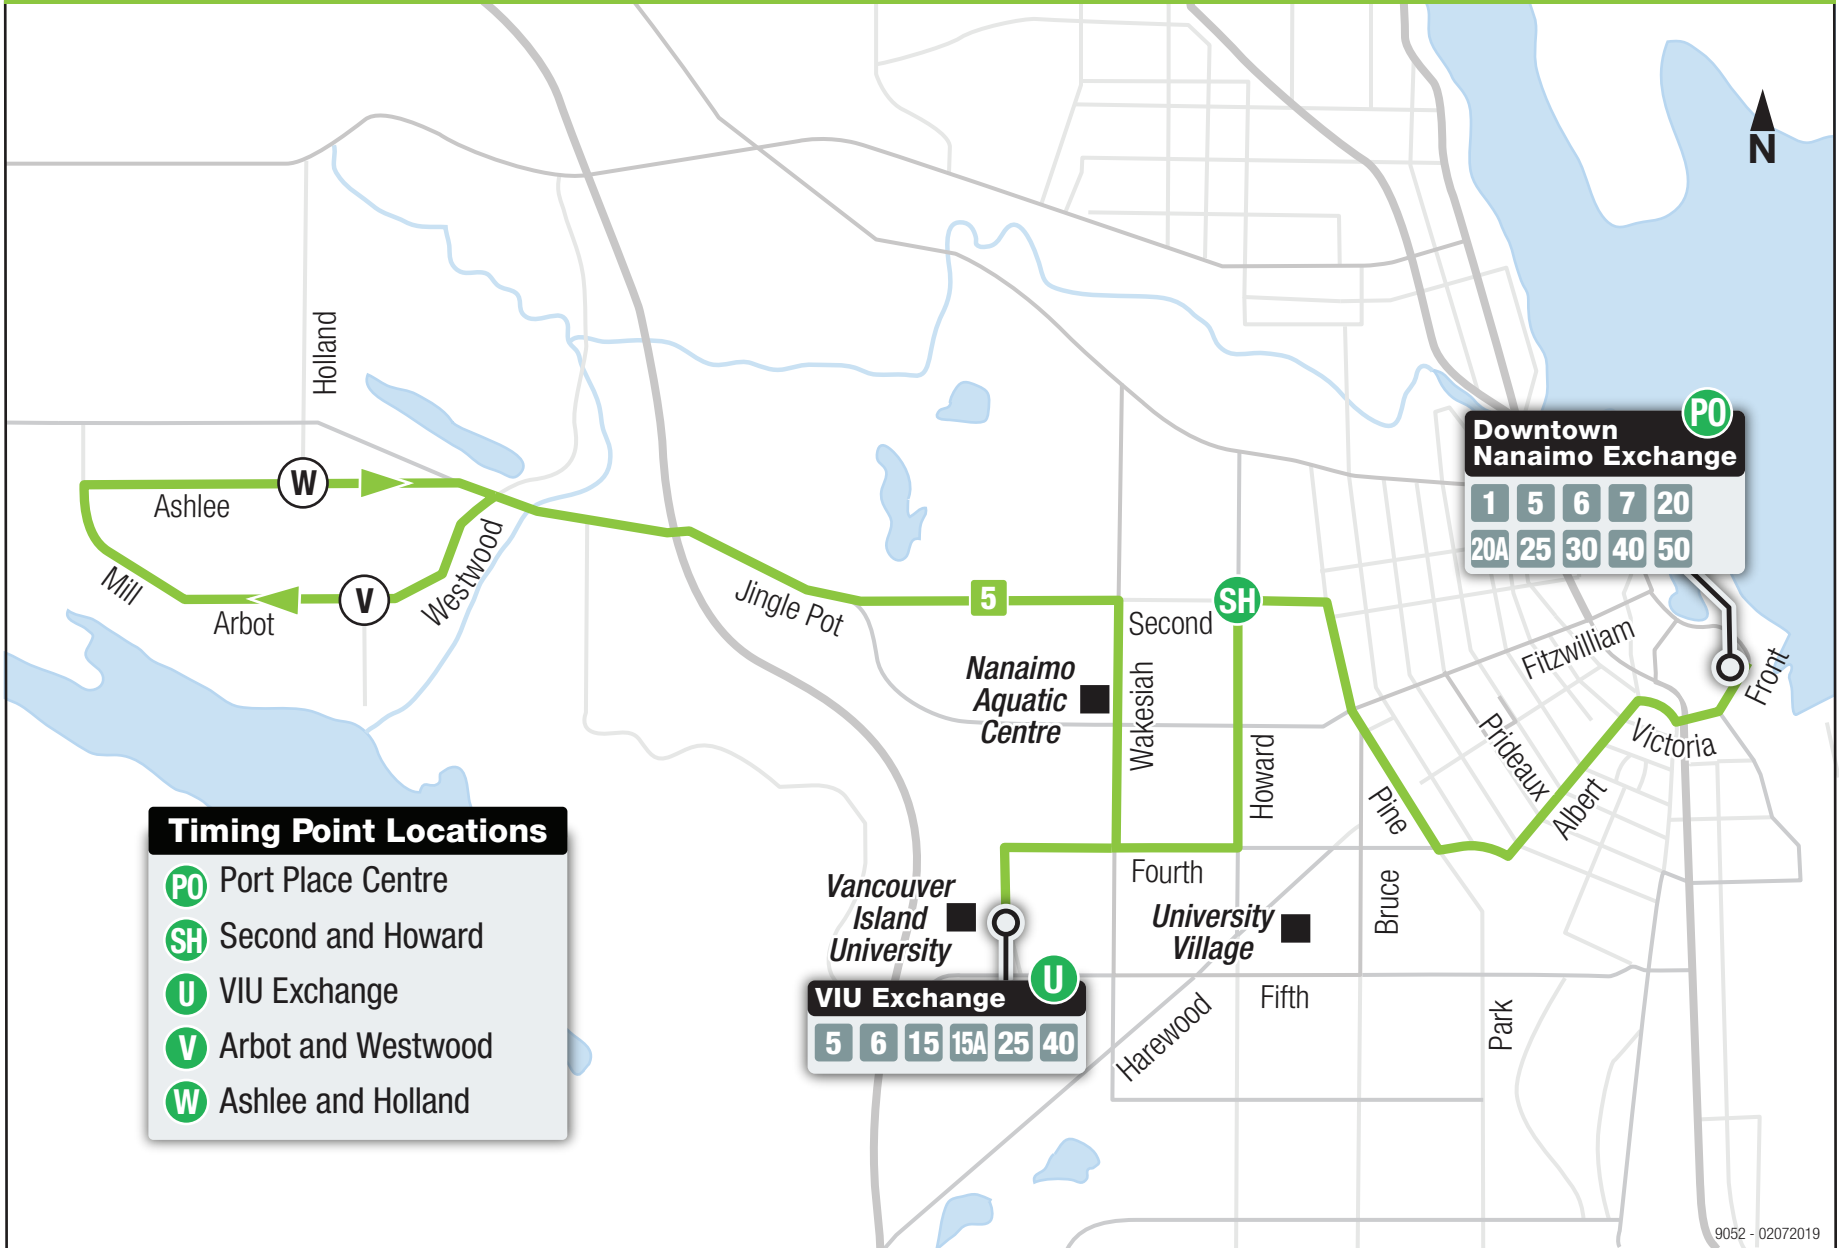 N
Holland
PO
Downtown
Nanaimo Exchange
1 5 6 7 20
20A 25 30 40 50
W
Ashlee
V
Westwood
Mill
Arbot
Jingle Pot
5
SH
Second
Nanaimo
Aquatic
Centre
Wakesiah
Howard
Fitzwilliam
Front
Victoria
Prideaux
Albert
Pine
Bruce
Fourth
Vancouver
Island
University
University
Village
U
VIU Exchange
5 6 15 15A 25 40
Fifth
Harewood
Park
Timing Point Locations
PO Port Place Centre
SH Second and Howard
U VIU Exchange
V Arbot and Westwood
W Ashlee and Holland
9052 - 02072019